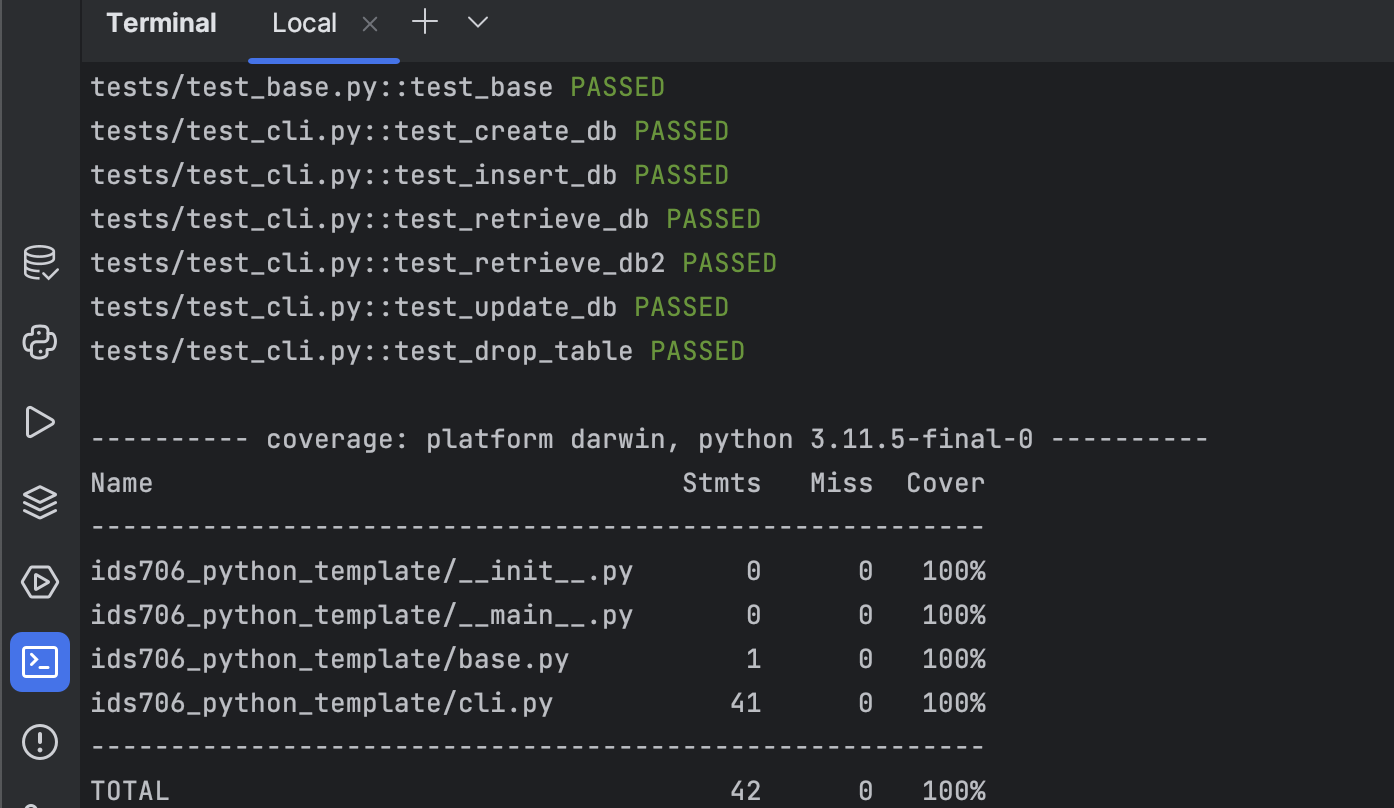 Terminal Local
tests/test_base.py::test_base PASSED
tests/test_cli.py::test_create_db PASSED
tests/test_cli.py::test_insert_db PASSED
tests/test_cli.py::test_retrieve_db PASSED
tests/test_cli.py::test_retrieve_db2 PASSED
tests/test_cli.py::test_update_db PASSED
tests/test_cli.py::test_drop_table PASSED
---------- coverage: platform darwin, python 3.11.5-final-0 ----------
Name                                 Stmts   Miss  Cover
--------------------------------------------------------
ids706_python_template/__init__.py       0      0   100%
ids706_python_template/__main__.py       0      0   100%
ids706_python_template/base.py           1      0   100%
ids706_python_template/cli.py           41      0   100%
--------------------------------------------------------
TOTAL                                   42      0   100%